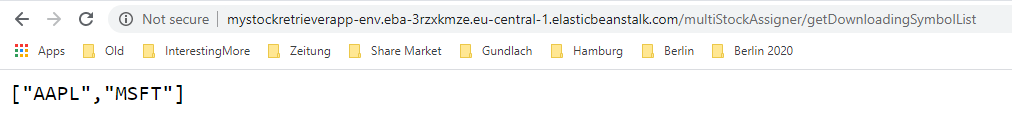 Not secure | mystockretrieverapp-env.eba-3rzxkmze.eu-central-1.elasticbeanstalk.com/multiStockAssigner/getDownloadingSymbolList
Apps Old InterestingMore Zeitung Share Market Gundlach Hamburg Berlin Berlin 2020
["AAPL","MSFT"]